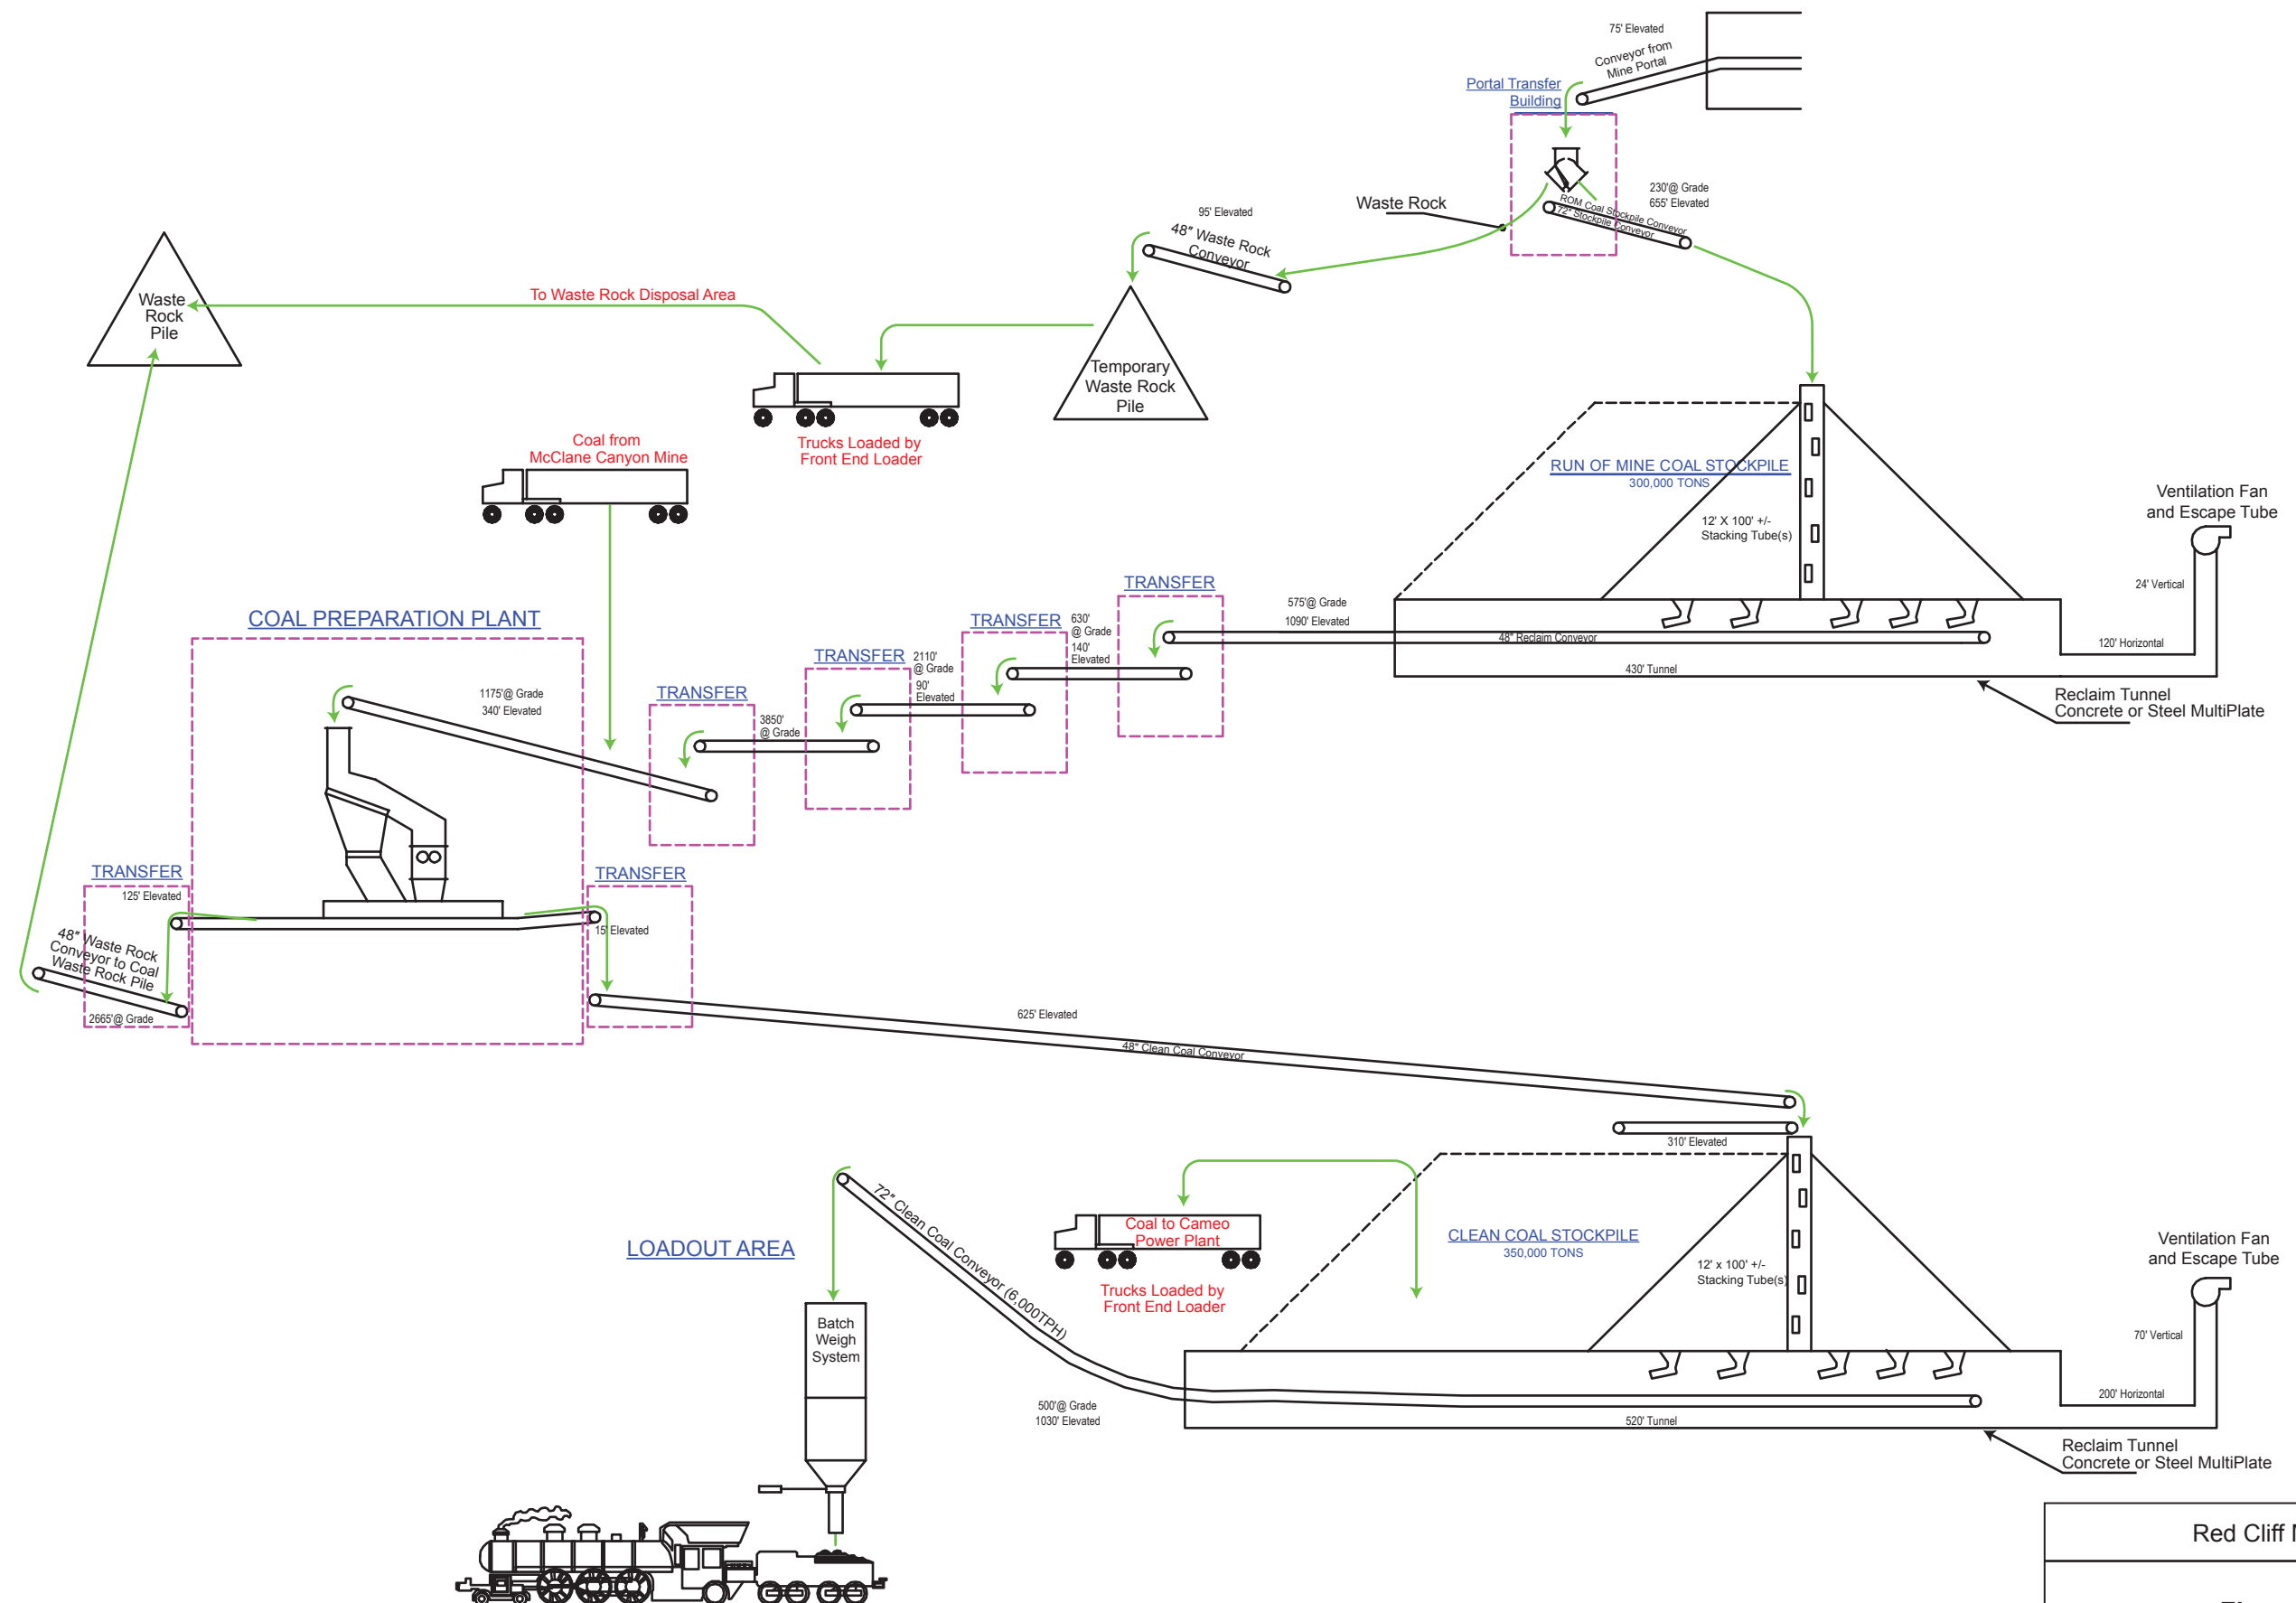 75' Elevated
Conveyor from
Mine Portal
Portal Transfer
Building
230'@ Grade
655' Elevated
ROM Coal Stockpile Conveyor
72" Stockpile Conveyor
Waste Rock
95' Elevated
48" Waste Rock
Conveyor
Waste
Rock
Pile
To Waste Rock Disposal Area
Temporary
Waste Rock
Pile
Trucks Loaded by
Front End Loader
Coal from
McClane Canyon Mine
RUN OF MINE COAL STOCKPILE
300,000 TONS
12' X 100' +/-
Stacking Tube(s)
Ventilation Fan
and Escape Tube
24' Vertical
120' Horizontal
575'@ Grade
1090' Elevated
48" Reclaim Conveyor
430' Tunnel
Reclaim Tunnel
Concrete or Steel MultiPlate
TRANSFER
TRANSFER
630'
@ Grade
140'
Elevated
TRANSFER
2110'
@ Grade
90'
Elevated
TRANSFER
3850'
@ Grade
COAL PREPARATION PLANT
1175'@ Grade
340' Elevated
TRANSFER
125' Elevated
48" Waste Rock
Conveyor to Coal
Waste Rock Pile
2665'@ Grade
TRANSFER
15' Elevated
625' Elevated
48" Clean Coal Conveyor
310' Elevated
LOADOUT AREA
72" Clean Coal Conveyor (6,000TPH)
Coal to Cameo
Power Plant
Trucks Loaded by
Front End Loader
CLEAN COAL STOCKPILE
350,000 TONS
12' x 100' +/-
Stacking Tube(s)
Ventilation Fan
and Escape Tube
70' Vertical
200' Horizontal
Batch
Weigh
System
500'@ Grade
1030' Elevated
520' Tunnel
Reclaim Tunnel
Concrete or Steel MultiPlate
Red Cliff